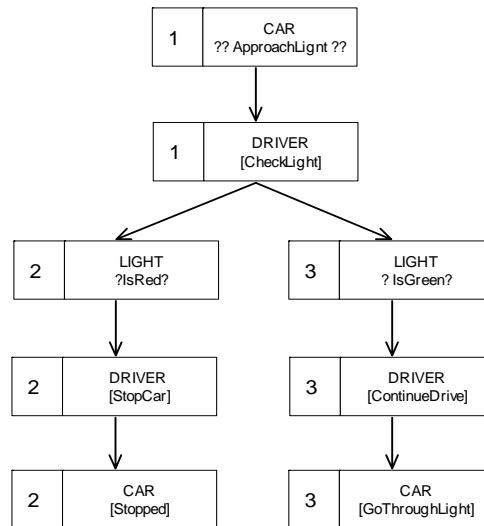 1
CAR
?? ApproachLignt ??
1
DRIVER
[CheckLight]
2
LIGHT
?IsRed?
3
LIGHT
? IsGreen?
2
DRIVER
[StopCar]
3
DRIVER
[ContinueDrive]
2
CAR
[Stopped]
3
CAR
[GoThroughLight]